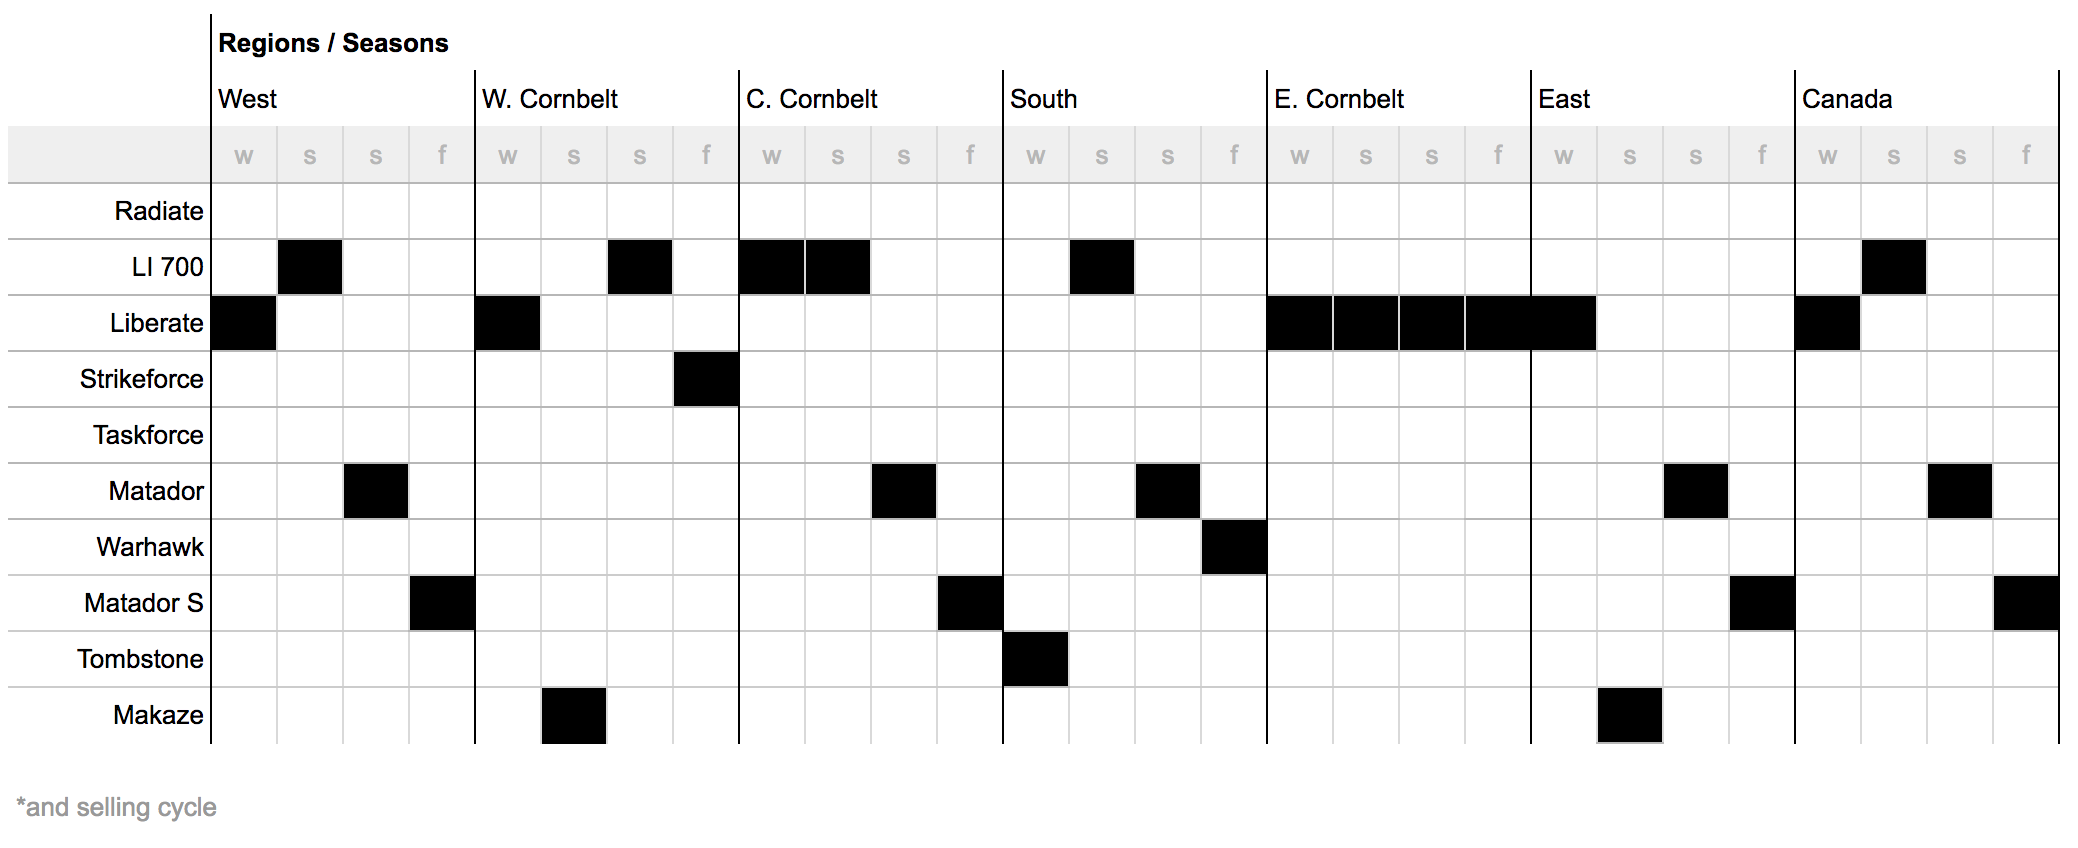 Regions / Seasons
West W. Cornbelt C. Cornbelt South E. Cornbelt East Canada
w s s f w s s f w s s f w s s f w s s f w s s f w s s f
Radiate
LI 700
Liberate
Strikeforce
Taskforce
Matador
Warhawk
Matador S
Tombstone
Makaze
*and selling cycle